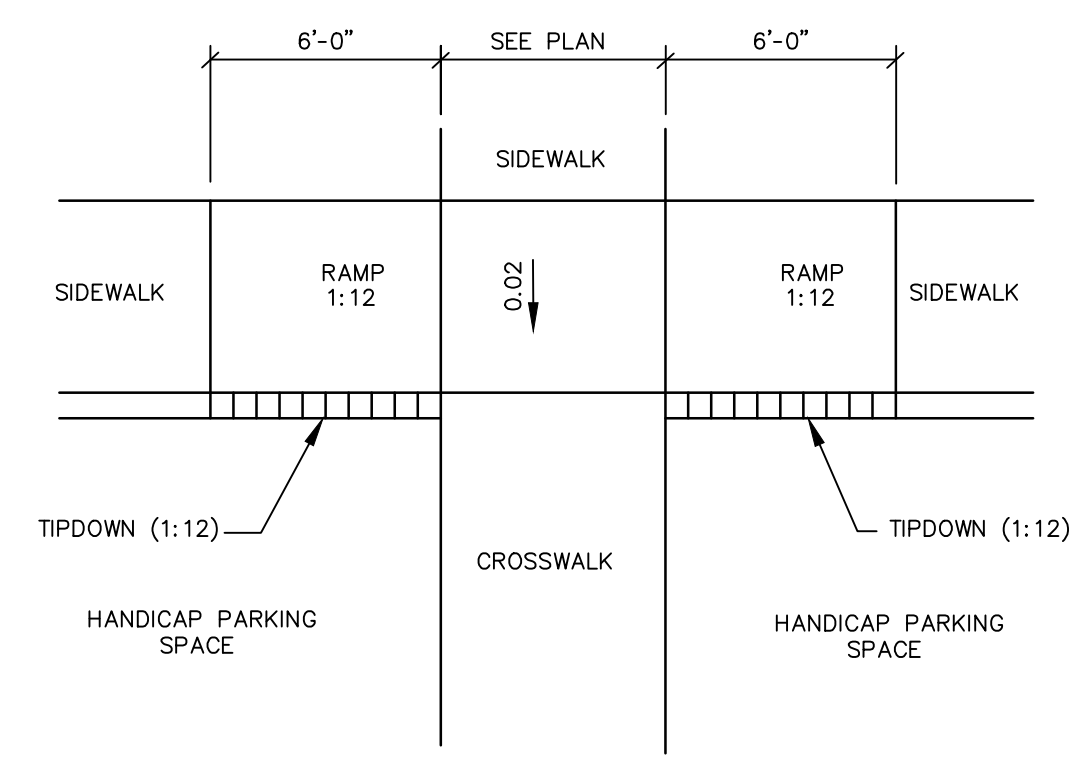 6'-0"
SEE PLAN
6'-0"
SIDEWALK
SIDEWALK
RAMP
1:12
0.02
RAMP
1:12
SIDEWALK
TIPDOWN (1:12)
TIPDOWN (1:12)
CROSSWALK
HANDICAP PARKING
SPACE
HANDICAP PARKING
SPACE